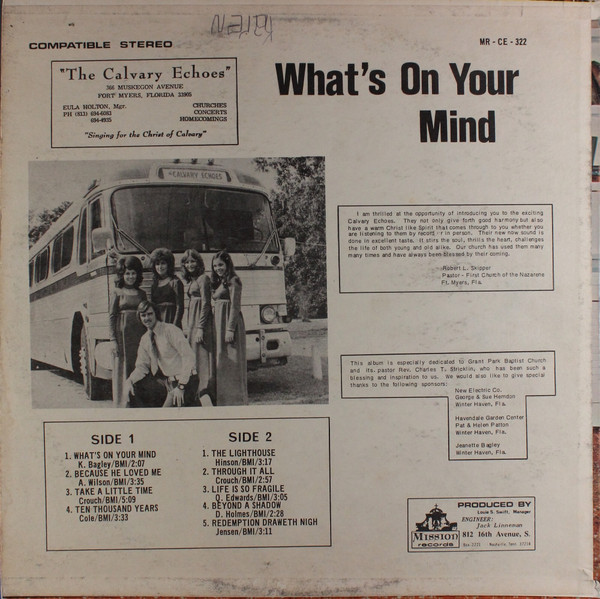 COMPATIBLE STEREO
MR - CE - 322
"The Calvary Echoes"
MUSKEGON AVENUE
FORT MYERS, FLORIDA 33905
EULA HOLTON, Mgr.
PH (813) 694-6083
694-4935
CHURCHES
CONCERTS
HOMECOMINGS
"Singing for the Christ of Calvary"
What's On Your
Mind
CALVARY ECHOES
I am thrilled at the opportunity of introducing you to the exciting
Calvary Echoes. They not only give forth good harmony but also
have a warm Christ like Spirit that comes through to you whether you
are listening to them by record, or in person. Their new now sound is
done in excellent taste. It stirs the soul, thrills the heart, challenges
the life of both young and old alike. Our church has used them many
many times and have always been blessed by their coming.
Robert L. Skipper
Pastor - First Church of the Nazarene
Ft. Myers, Fla.
This album is especially dedicated to Grant Park Baptist Church
and its pastor Rev. Charles T. Stricklin, who has been such a
blessing and inspiration to us. We would also like to give special
thanks to the following sponsors:
New Electric Co.
George & Sue Herndon
Winter Haven, Fla.
Havendale Garden Center
Pat & Helen Patton
Winter Haven, Fla.
Jeanette Bagley
Winter Haven, Fla.
SIDE 1
1. WHAT'S ON YOUR MIND
K. Bagley/BMI/2:07
2. BECAUSE HE LOVED ME
A. Wilson/BMI/3:35
3. TAKE A LITTLE TIME
Crouch/BMI/5:09
4. TEN THOUSAND YEARS
Cole/BMI/3:33
SIDE 2
1. THE LIGHTHOUSE
Hinson/BMI/3:17
2. THROUGH IT ALL
Crouch/BMI/2:57
3. LIFE IS SO FRAGILE
Q. Edwards/BMI/3:05
4. BEYOND A SHADOW
D. Holmes/BMI/2:28
5. REDEMPTION DRAWETH NIGH
Jensen/BMI/3:11
MISSION
records
PRODUCED BY
Louie S. Swift, Manager
ENGINEER:
Jack Linneman
812 16th Avenue, S.
Nashville, Tenn.